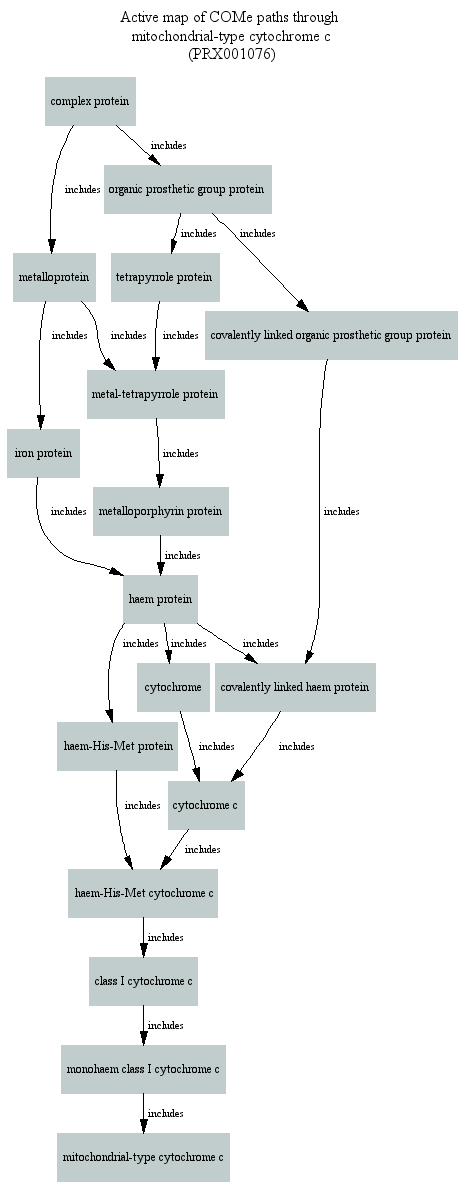 Active map of COMe paths through
mitochondrial-type cytochrome c
(PRX001076)
complex protein
includes
includes
organic prosthetic group protein
includes
includes
metalloprotein
tetrapyrrole protein
includes
includes
includes
covalently linked organic prosthetic group protein
metal-tetrapyrrole protein
iron protein
includes
includes
includes
metalloporphyrin protein
includes
haem protein
includes
includes
includes
cytochrome
covalently linked haem protein
haem-His-Met protein
includes
includes
includes
cytochrome c
includes
haem-His-Met cytochrome c
includes
class I cytochrome c
includes
monohaem class I cytochrome c
includes
mitochondrial-type cytochrome c